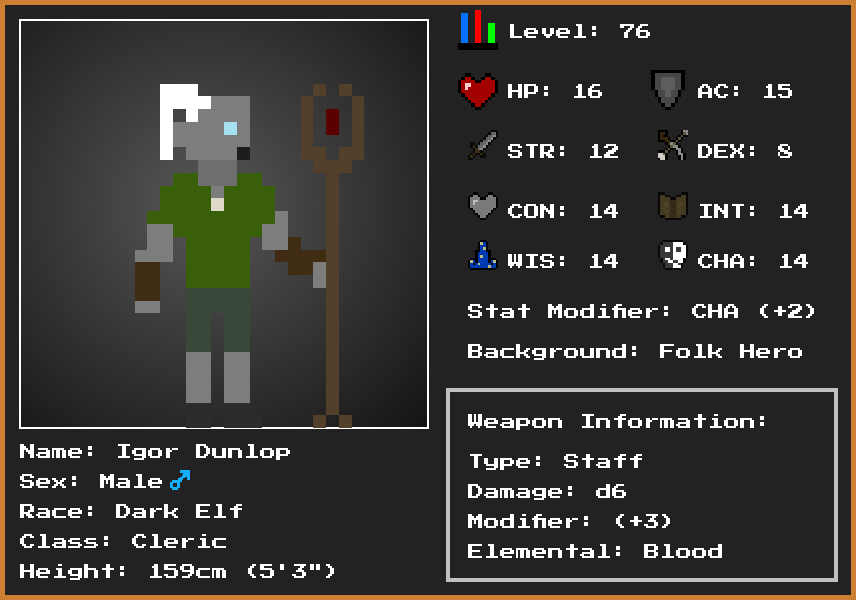 Level: 76
HP: 16 AC: 15
STR: 12 DEX: 8
CON: 14 INT: 14
WIS: 14 CHA: 14
Stat Modifier: CHA (+2)
Background: Folk Hero
Weapon Information:
Type: Staff
Damage: d6
Modifier: (+3)
Elemental: Blood
Name: Igor Dunlop
Sex: Male ♂
Race: Dark Elf
Class: Cleric
Height: 159cm (5'3")